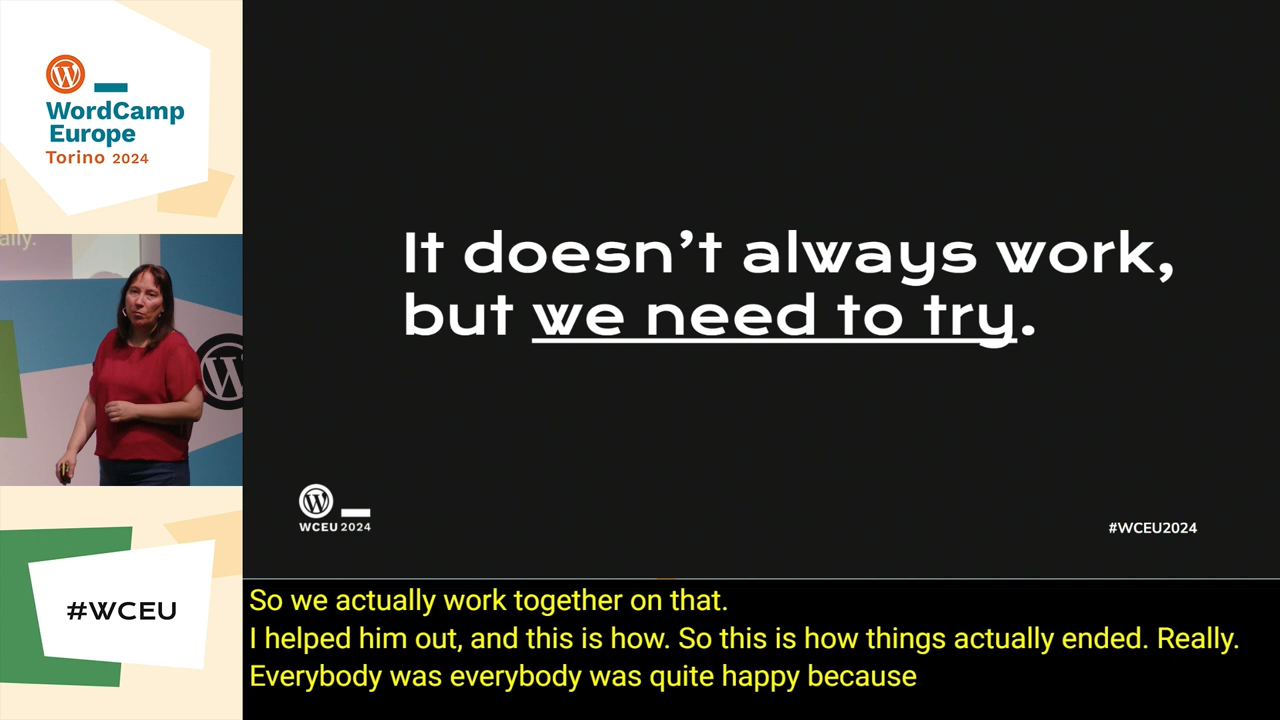 WordCamp
Europe
Torino 2024
ally.
It doesn’t always work,
but we need to try.
WCEU 2024
#WCEU2024
#WCEU
So we actually work together on that.
I helped him out, and this is how. So this is how things actually ended. Really.
Everybody was everybody was quite happy because